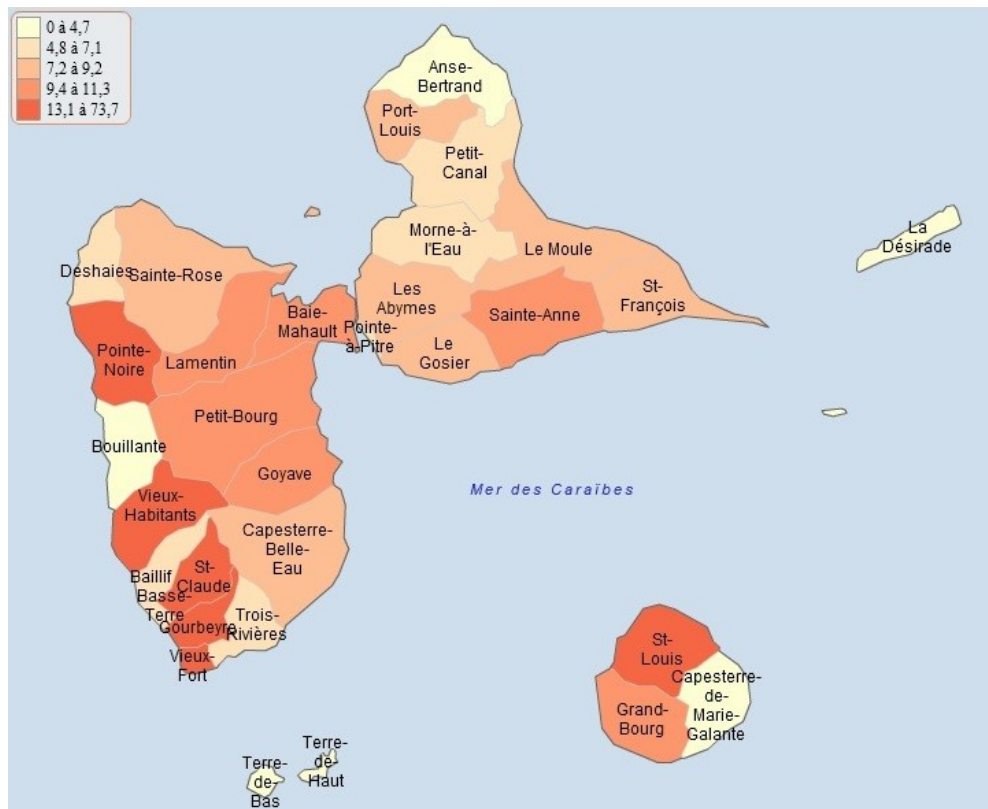 0 à 4,7
4,8 à 7,1
7,2 à 9,2
9,4 à 11,3
13,1 à 73,7
Anse-
Bertrand
Port-
Louis
Petit-
Canal
Morne-à-
l'Eau
Le Moule
La
Désirade
Deshaies
Sainte-Rose
Les
Abymes
St-
François
Baie-
Mahault
Sainte-Anne
Pointe-
à-Pitre
Le
Gosier
Pointe-
Noire
Lamentin
Petit-Bourg
Bouillante
Goyave
Mer des Caraïbes
Vieux-
Habitants
Capesterre-
Belle-
Eau
St-
Claude
Baillif
Basse-
Terre
Gourbeyre
Trois-
Rivières
Vieux-
Fort
St-
Louis
Capesterre-
de-
Marie-
Galante
Grand-
Bourg
Terre-
de-
Haut
Terre-
de-
Bas